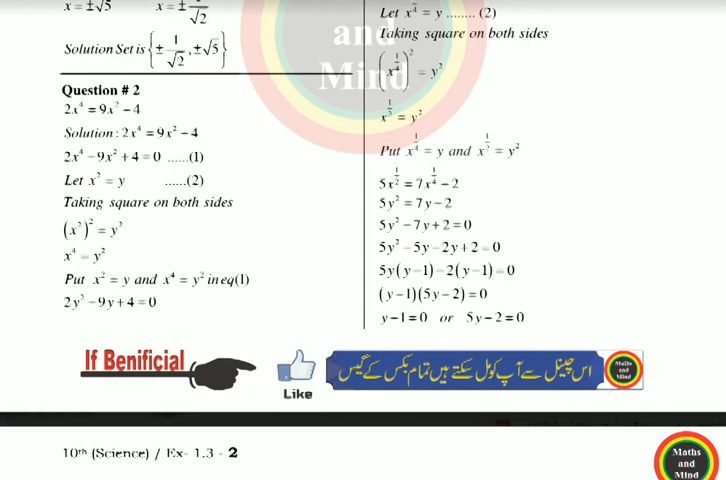 x = ±√5    x = ± 1/√2
Solution Set is {± 1/√2, ±√5}
Question # 2
2x⁴ = 9x² − 4
Solution : 2x⁴ = 9x² − 4
2x⁴ − 9x² + 4 = 0 ......(1)
Let x² = y ......(2)
Taking square on both sides
(x²)² = y²
x⁴ = y²
Put x² = y and x⁴ = y² in eq(1)
2y² − 9y + 4 = 0
Let x^(1/4) = y ........ (2)
Taking square on both sides
(x^(1/4))² = y²
x^(1/2) = y²
Put x^(1/4) = y and x^(1/2) = y²
5x^(1/2) = 7x^(1/4) − 2
5y² = 7y − 2
5y² − 7y + 2 = 0
5y² − 5y − 2y + 2 = 0
5y(y − 1) − 2(y − 1) = 0
(y − 1)(5y − 2) = 0
y − 1 = 0 or 5y − 2 = 0
and
Mind
If Benificial
Like
اس چینل سے آپ کو مل سکتے ہیں تمام بکس کے گیس
Maths
and
Mind
10th (Science) / Ex- 1.3 - 2
Maths
and
Mind